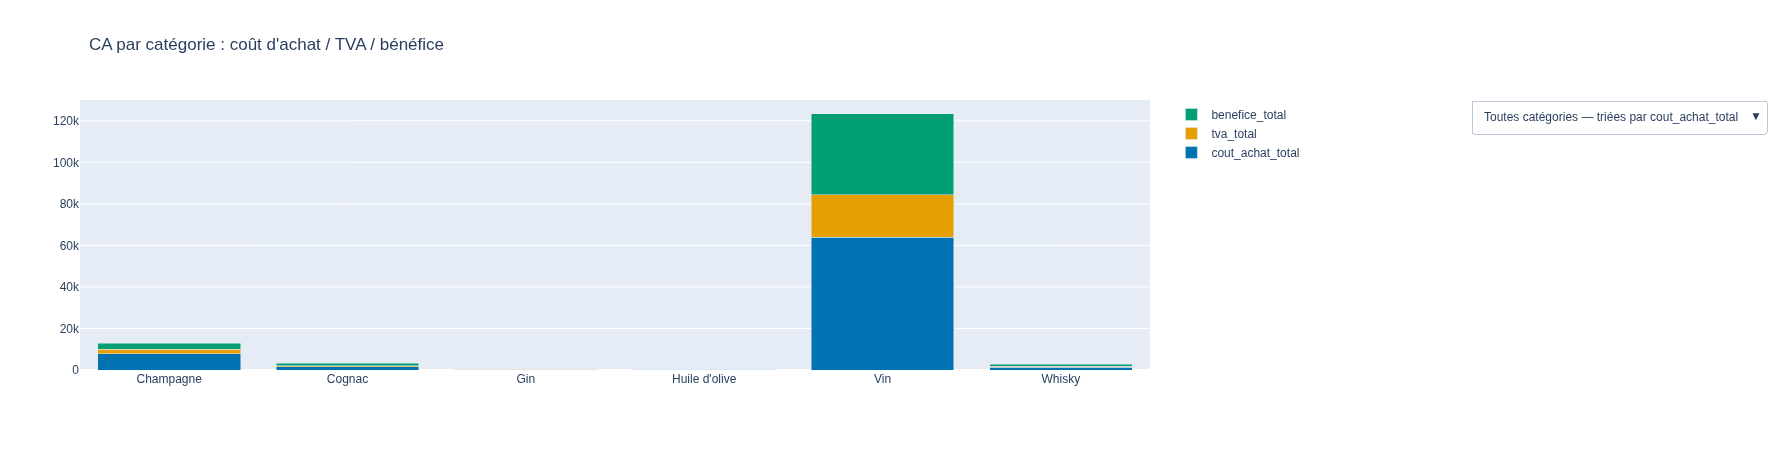 CA par catégorie : coût d'achat / TVA / bénéfice
120k
100k
80k
60k
40k
20k
0
Champagne
Cognac
Gin
Huile d'olive
Vin
Whisky
benefice_total
tva_total
cout_achat_total
Toutes catégories — triées par cout_achat_total ▼